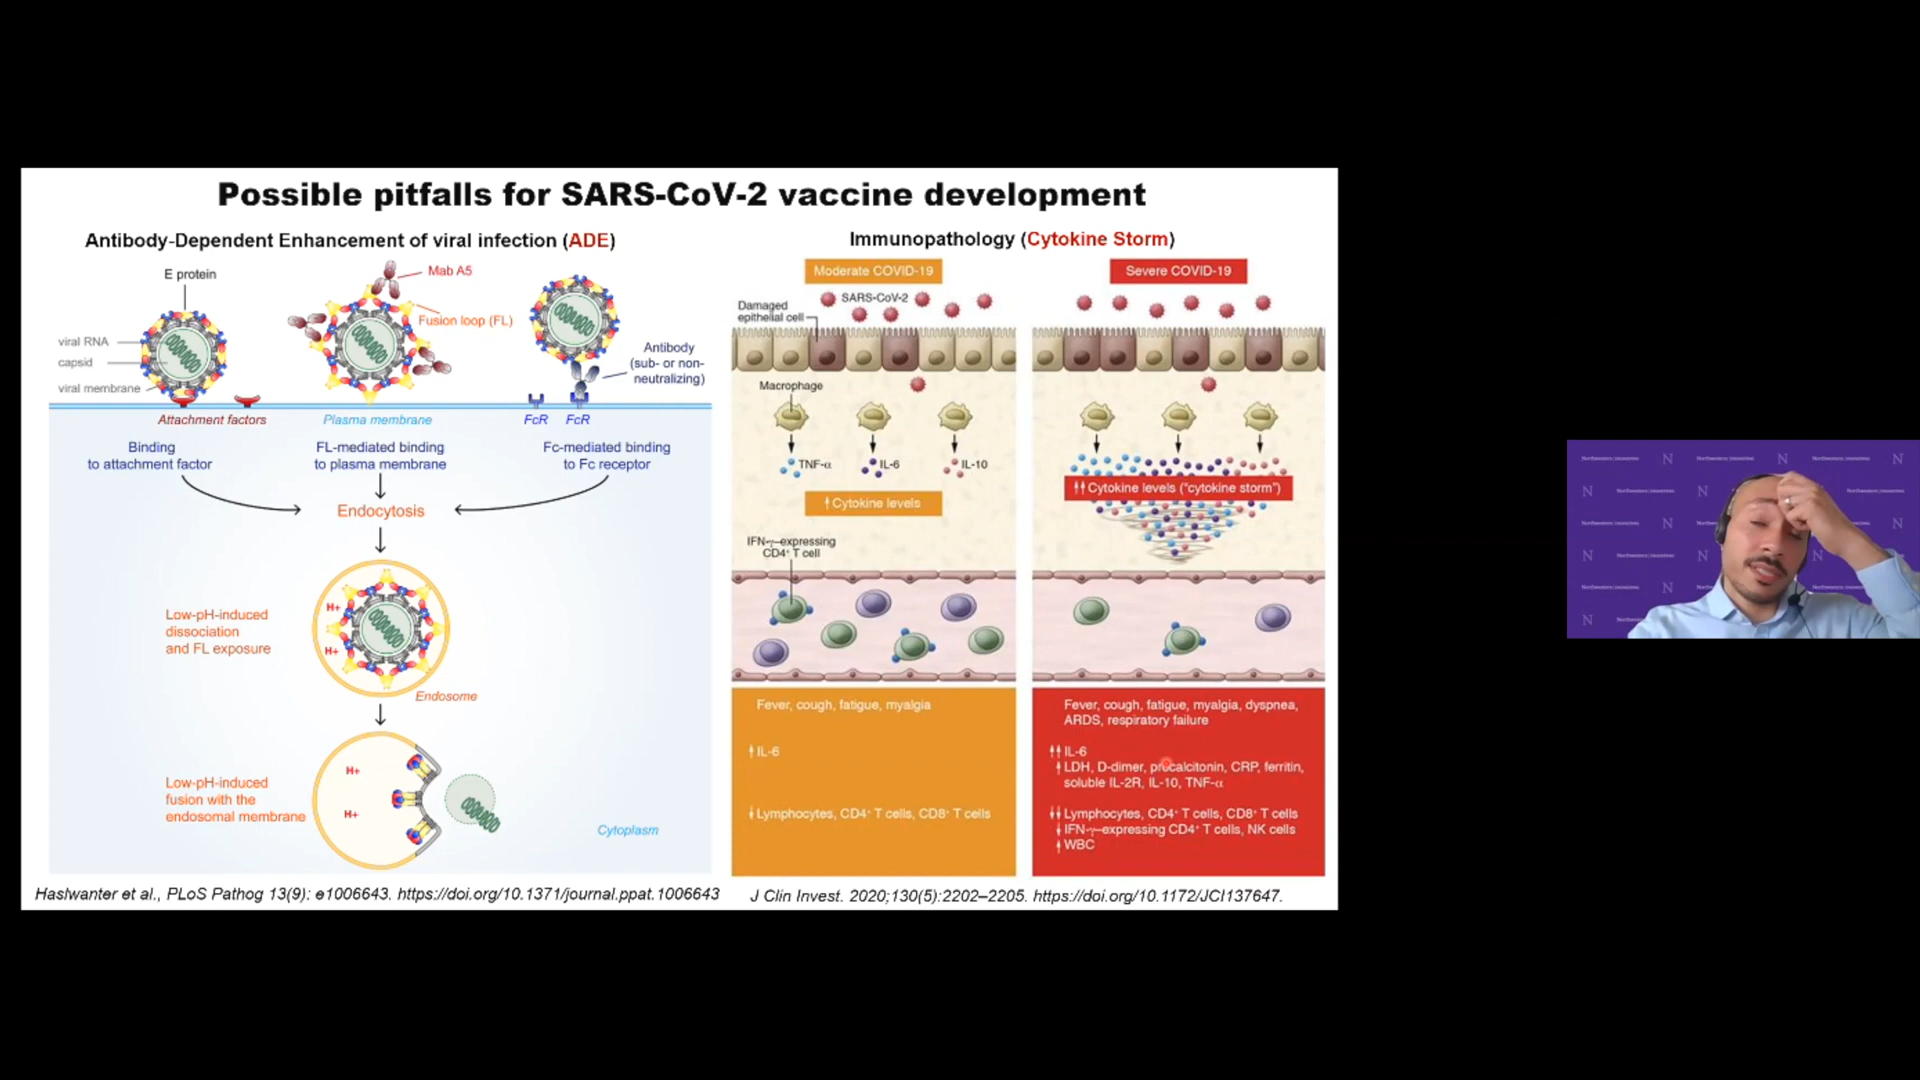 Possible pitfalls for SARS-CoV-2 vaccine development
Antibody-Dependent Enhancement of viral infection (ADE)
E protein
Mab A5
Fusion loop (FL)
viral RNA
capsid
viral membrane
Antibody
(sub- or non-
neutralizing)
Attachment factors
Plasma membrane
FcR
FcR
Binding
to attachment factor
FL-mediated binding
to plasma membrane
Fc-mediated binding
to Fc receptor
Endocytosis
Low-pH-induced
dissociation
and FL exposure
H+
H+
Endosome
Low-pH-induced
fusion with the
endosomal membrane
H+
H+
Cytoplasm
Haslwanter et al., PLoS Pathog 13(9): e1006643. https://doi.org/10.1371/journal.ppat.1006643
Immunopathology (Cytokine Storm)
Moderate COVID-19
SARS-CoV-2
Damaged
epithelial cell
Macrophage
TNF-α
IL-6
IL-10
↑Cytokine levels
IFN-γ–expressing
CD4⁺ T cell
Fever, cough, fatigue, myalgia
↑IL-6
↓Lymphocytes, CD4⁺ T cells, CD8⁺ T cells
Severe COVID-19
↑↑Cytokine levels (“cytokine storm”)
Fever, cough, fatigue, myalgia, dyspnea,
ARDS, respiratory failure
↑↑IL-6
↑LDH, D-dimer, procalcitonin, CRP, ferritin,
soluble IL-2R, IL-10, TNF-α
↓↓Lymphocytes, CD4⁺ T cells, CD8⁺ T cells
↓IFN-γ–expressing CD4⁺ T cells, NK cells
↑WBC
J Clin Invest. 2020;130(5):2202–2205. https://doi.org/10.1172/JCI137647.